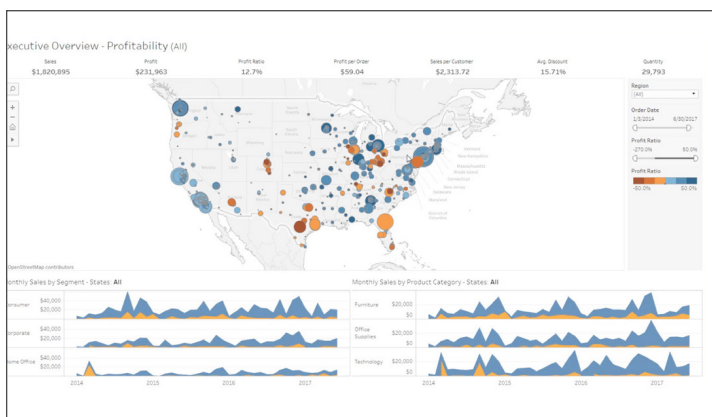 xecutive Overview - Profitability (All)
Sales Profit Profit Ratio Profit per Order Sales per Customer Avg. Discount Quantity
$1,820,895 $231,963 12.7% $59.04 $2,313.72 15.71% 29,793
Region
(All)
Order Date
1/3/2014 6/30/2017
Profit Ratio
-270.0% 50.0%
Profit Ratio
-50.0% 50.0%
OpenStreetMap contributors
onthly Sales by Segment - States: All
onsumer
$40,000
$20,000
orporate
$40,000
$20,000
ome Office
$40,000
$20,000
2014 2015 2016 2017
Monthly Sales by Product Category - States: All
Furniture
$20,000
$0
Office
Supplies
$20,000
$0
Technology
$20,000
$0
2014 2015 2016 2017